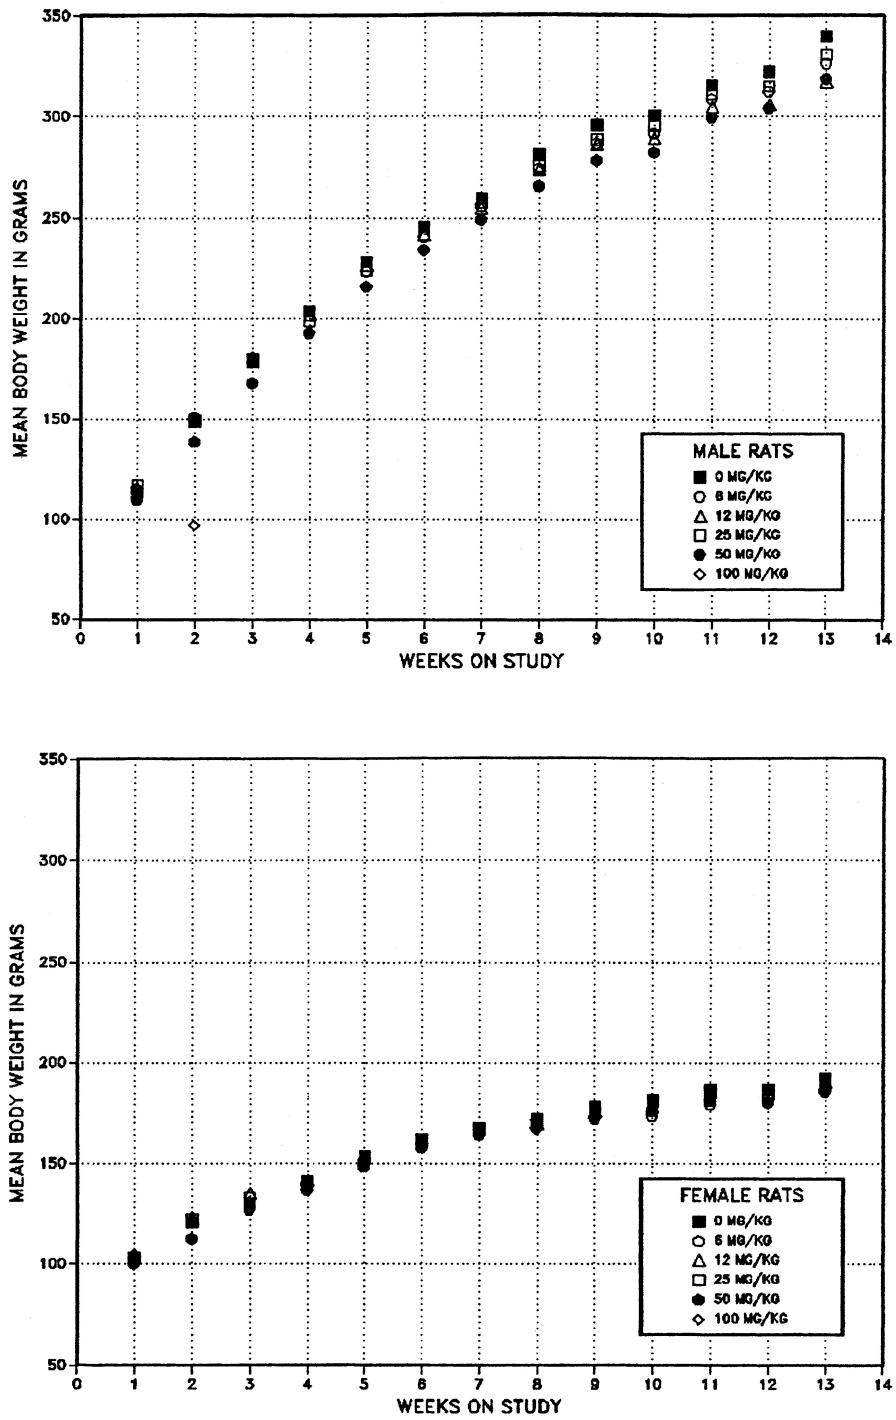 350
300
250
200
150
100
50
MEAN BODY WEIGHT IN GRAMS
MALE RATS
0 MG/KG
6 MG/KG
12 MG/KG
25 MG/KG
50 MG/KG
100 MG/KG
0 1 2 3 4 5 6 7 8 9 10 11 12 13 14
WEEKS ON STUDY
350
300
250
200
150
100
50
MEAN BODY WEIGHT IN GRAMS
FEMALE RATS
0 MG/KG
6 MG/KG
12 MG/KG
25 MG/KG
50 MG/KG
100 MG/KG
0 1 2 3 4 5 6 7 8 9 10 11 12 13 14
WEEKS ON STUDY